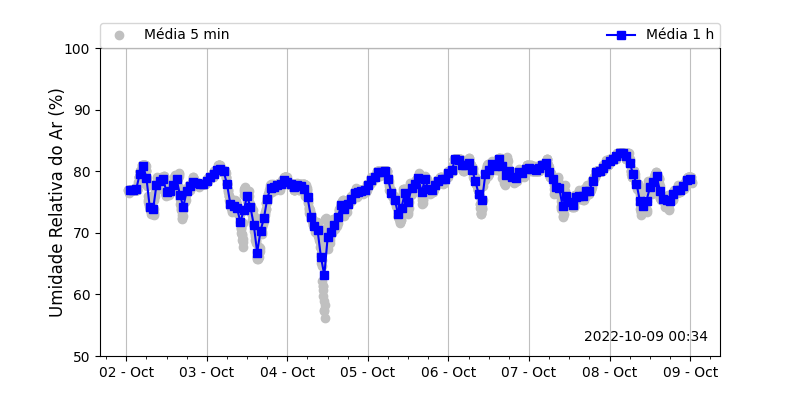 Média 5 min
Média 1 h
100
90
80
70
60
50
Umidade Relativa do Ar (%)
2022-10-09 00:34
02 - Oct
03 - Oct
04 - Oct
05 - Oct
06 - Oct
07 - Oct
08 - Oct
09 - Oct